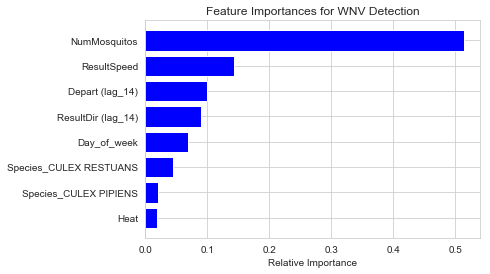 Feature Importances for WNV Detection
NumMosquitos
ResultSpeed
Depart (lag_14)
ResultDir (lag_14)
Day_of_week
Species_CULEX RESTUANS
Species_CULEX PIPIENS
Heat
0.0 0.1 0.2 0.3 0.4 0.5
Relative Importance